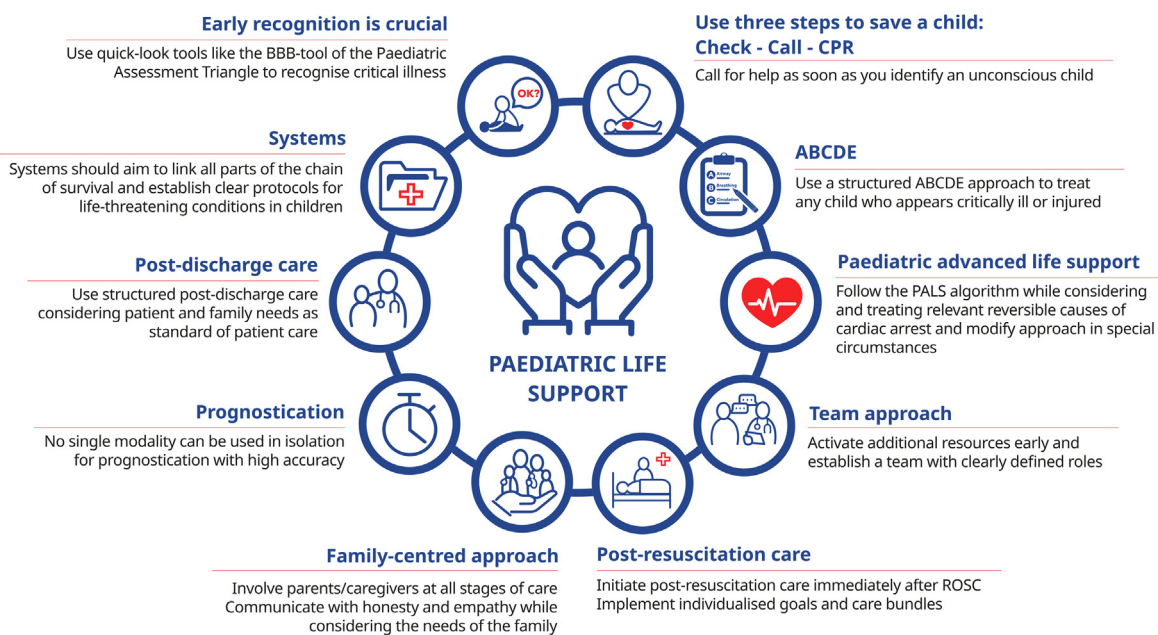 Early recognition is crucial
Use quick-look tools like the BBB-tool of the Paediatric
Assessment Triangle to recognise critical illness
OK?
Use three steps to save a child:
Check - Call - CPR
Call for help as soon as you identify an unconscious child
ABCDE
Use a structured ABCDE approach to treat
any child who appears critically ill or injured
A Airway
B Breathing
C Circulation
Paediatric advanced life support
Follow the PALS algorithm while considering
and treating relevant reversible causes of
cardiac arrest and modify approach in special
circumstances
Team approach
Activate additional resources early and
establish a team with clearly defined roles
Post-resuscitation care
Initiate post-resuscitation care immediately after ROSC
Implement individualised goals and care bundles
Family-centred approach
Involve parents/caregivers at all stages of care
Communicate with honesty and empathy while
considering the needs of the family
Prognostication
No single modality can be used in isolation
for prognostication with high accuracy
Post-discharge care
Use structured post-discharge care
considering patient and family needs as
standard of patient care
Systems
Systems should aim to link all parts of the chain
of survival and establish clear protocols for
life-threatening conditions in children
PAEDIATRIC LIFE
SUPPORT